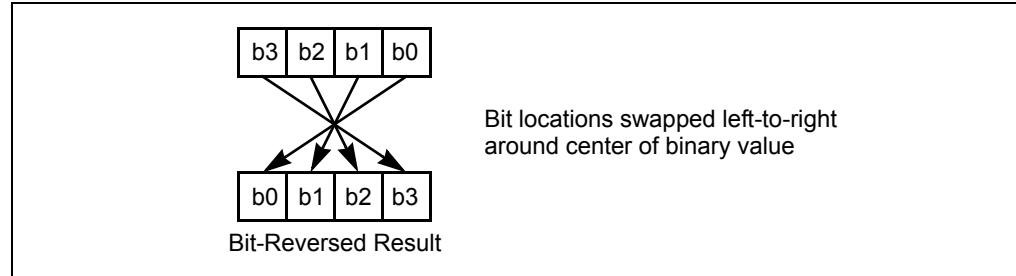 b3 b2 b1 b0
Bit locations swapped left-to-right
around center of binary value
b0 b1 b2 b3
Bit-Reversed Result